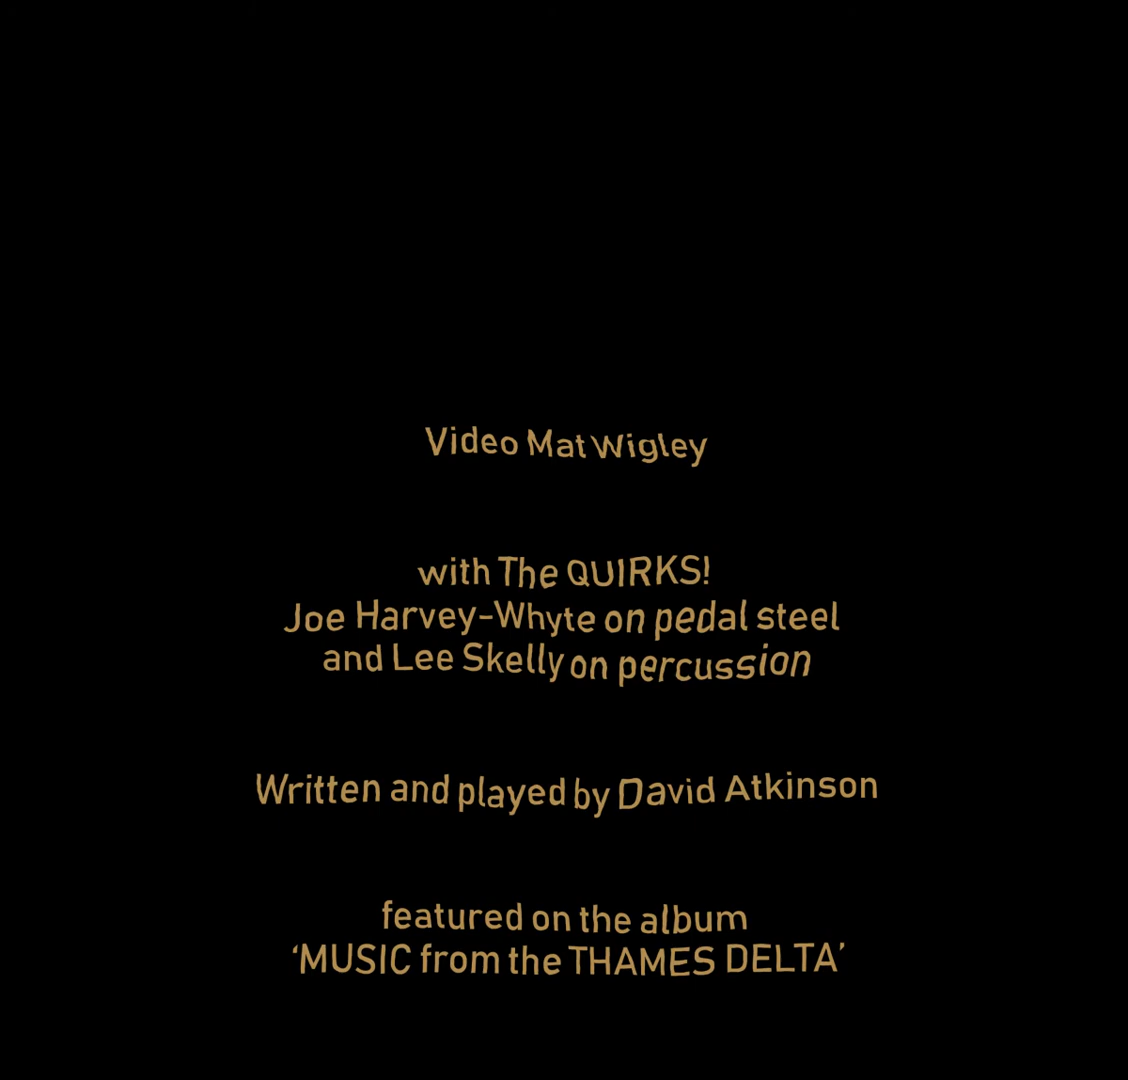 Video Mat Wigley
with The QUIRKS!
Joe Harvey-Whyte on pedal steel
and Lee Skelly on percussion
Written and played by David Atkinson
featured on the album
‘MUSIC from the THAMES DELTA’